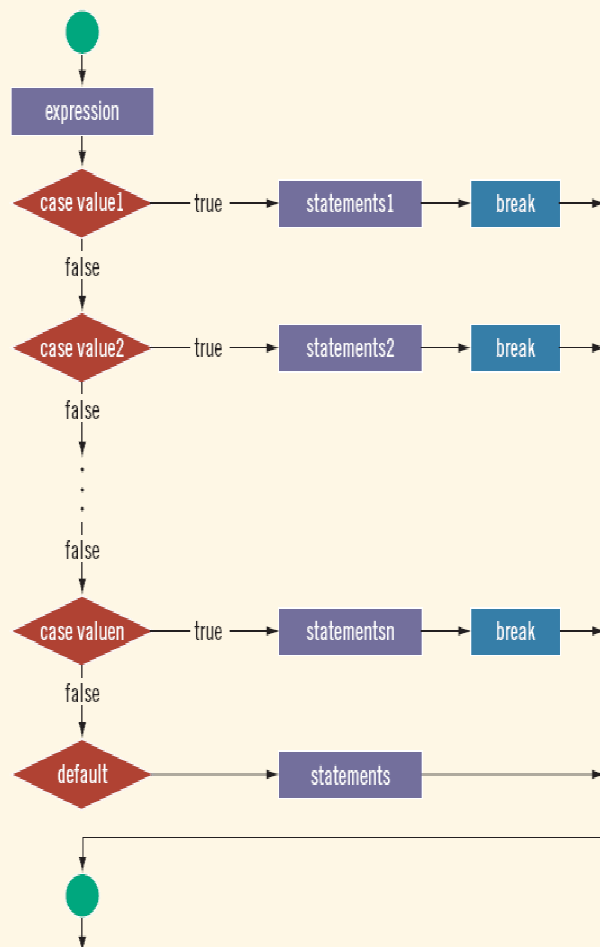 expression
case value1
true
statements1
break
false
case value2
true
statements2
break
false
false
case valuen
true
statementsn
break
false
default
statements